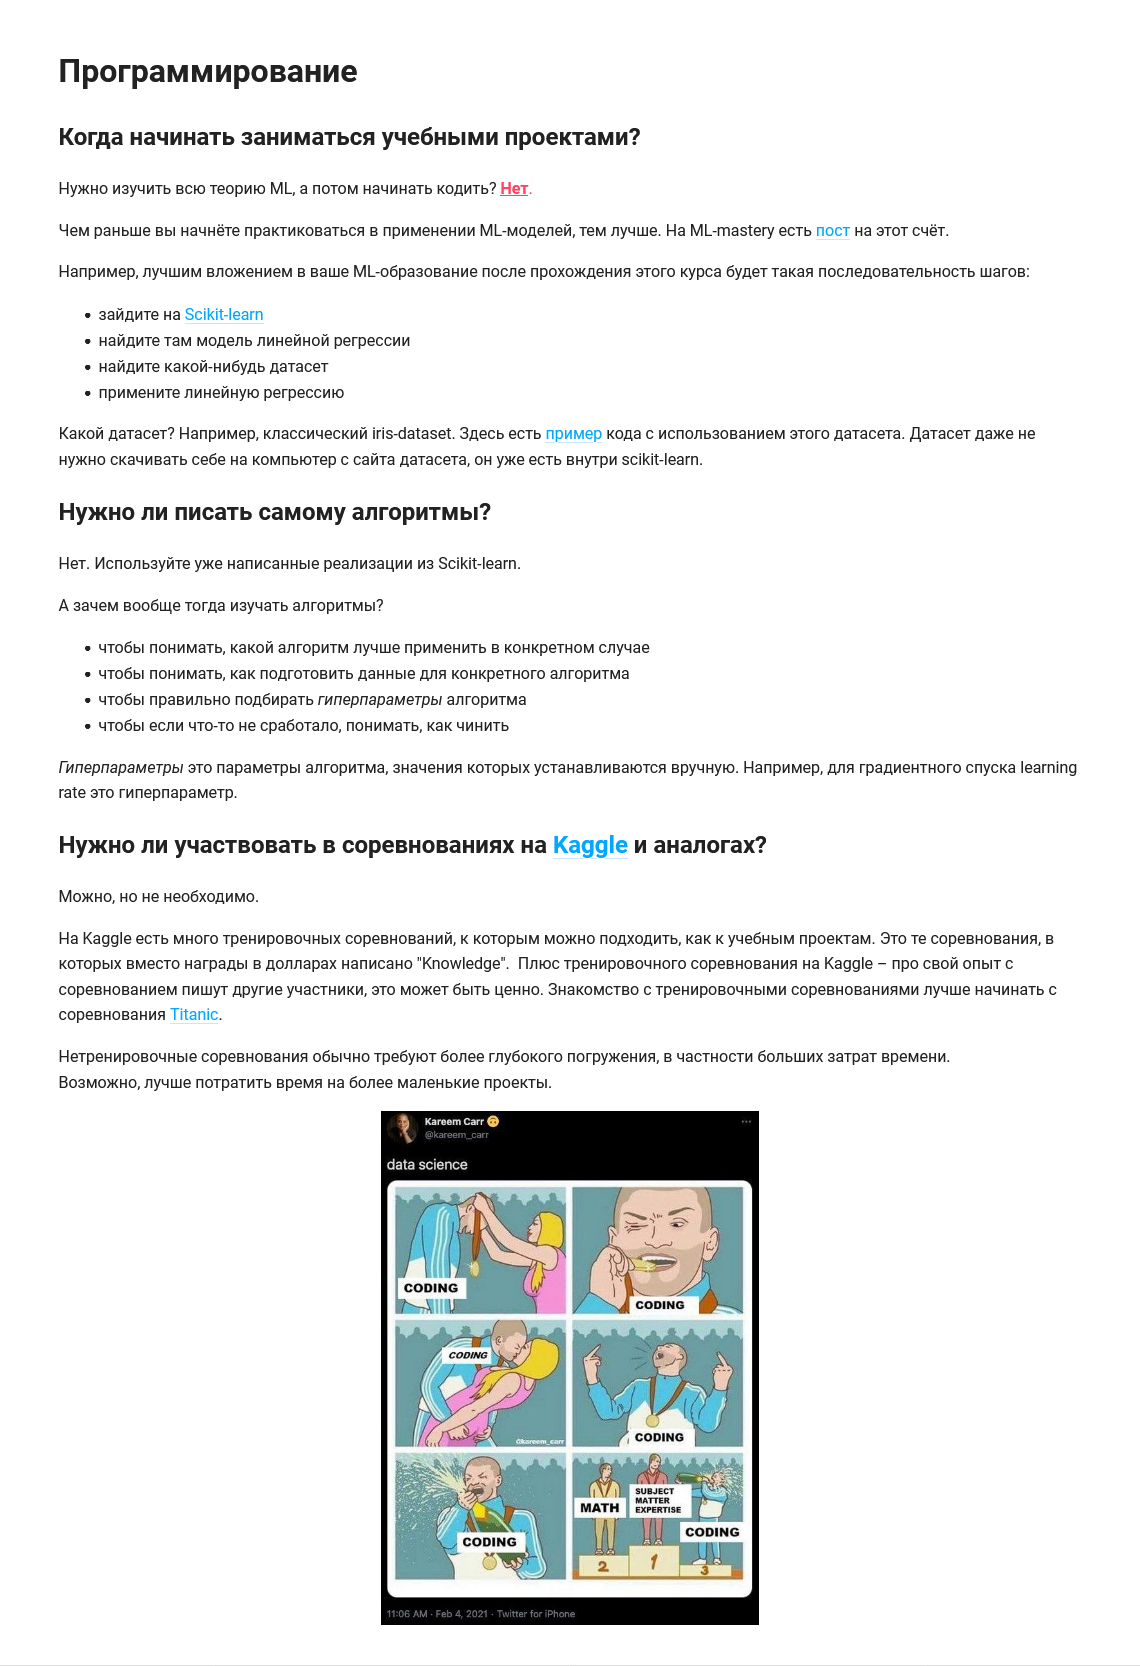 Программирование
Когда начинать заниматься учебными проектами?
Нужно изучить всю теорию ML, а потом начинать кодить? Нет.
Чем раньше вы начнёте практиковаться в применении ML-моделей, тем лучше. На ML-mastery есть пост на этот счёт.
Например, лучшим вложением в ваше ML-образование после прохождения этого курса будет такая последовательность шагов:
• зайдите на Scikit-learn
• найдите там модель линейной регрессии
• найдите какой-нибудь датасет
• примените линейную регрессию
Какой датасет? Например, классический iris-dataset. Здесь есть пример кода с использованием этого датасета. Датасет даже не
нужно скачивать себе на компьютер с сайта датасета, он уже есть внутри scikit-learn.
Нужно ли писать самому алгоритмы?
Нет. Используйте уже написанные реализации из Scikit-learn.
А зачем вообще тогда изучать алгоритмы?
• чтобы понимать, какой алгоритм лучше применить в конкретном случае
• чтобы понимать, как подготовить данные для конкретного алгоритма
• чтобы правильно подбирать гиперпараметры алгоритма
• чтобы если что-то не сработало, понимать, как чинить
Гиперпараметры это параметры алгоритма, значения которых устанавливаются вручную. Например, для градиентного спуска learning
rate это гиперпараметр.
Нужно ли участвовать в соревнованиях на Kaggle и аналогах?
Можно, но не необходимо.
На Kaggle есть много тренировочных соревнований, к которым можно подходить, как к учебным проектам. Это те соревнования, в
которых вместо награды в долларах написано "Knowledge".  Плюс тренировочного соревнования на Kaggle – про свой опыт с
соревнованием пишут другие участники, это может быть ценно. Знакомство с тренировочными соревнованиями лучше начинать с
соревнования Titanic.
Нетренировочные соревнования обычно требуют более глубокого погружения, в частности больших затрат времени.
Возможно, лучше потратить время на более маленькие проекты.
Kareem Carr
@kareem_carr
data science
CODING
CODING
CODING
@kareem_carr
CODING
CODING
MATH
SUBJECT
MATTER
EXPERTISE
CODING
2
1
3
11:06 AM · Feb 4, 2021 · Twitter for iPhone